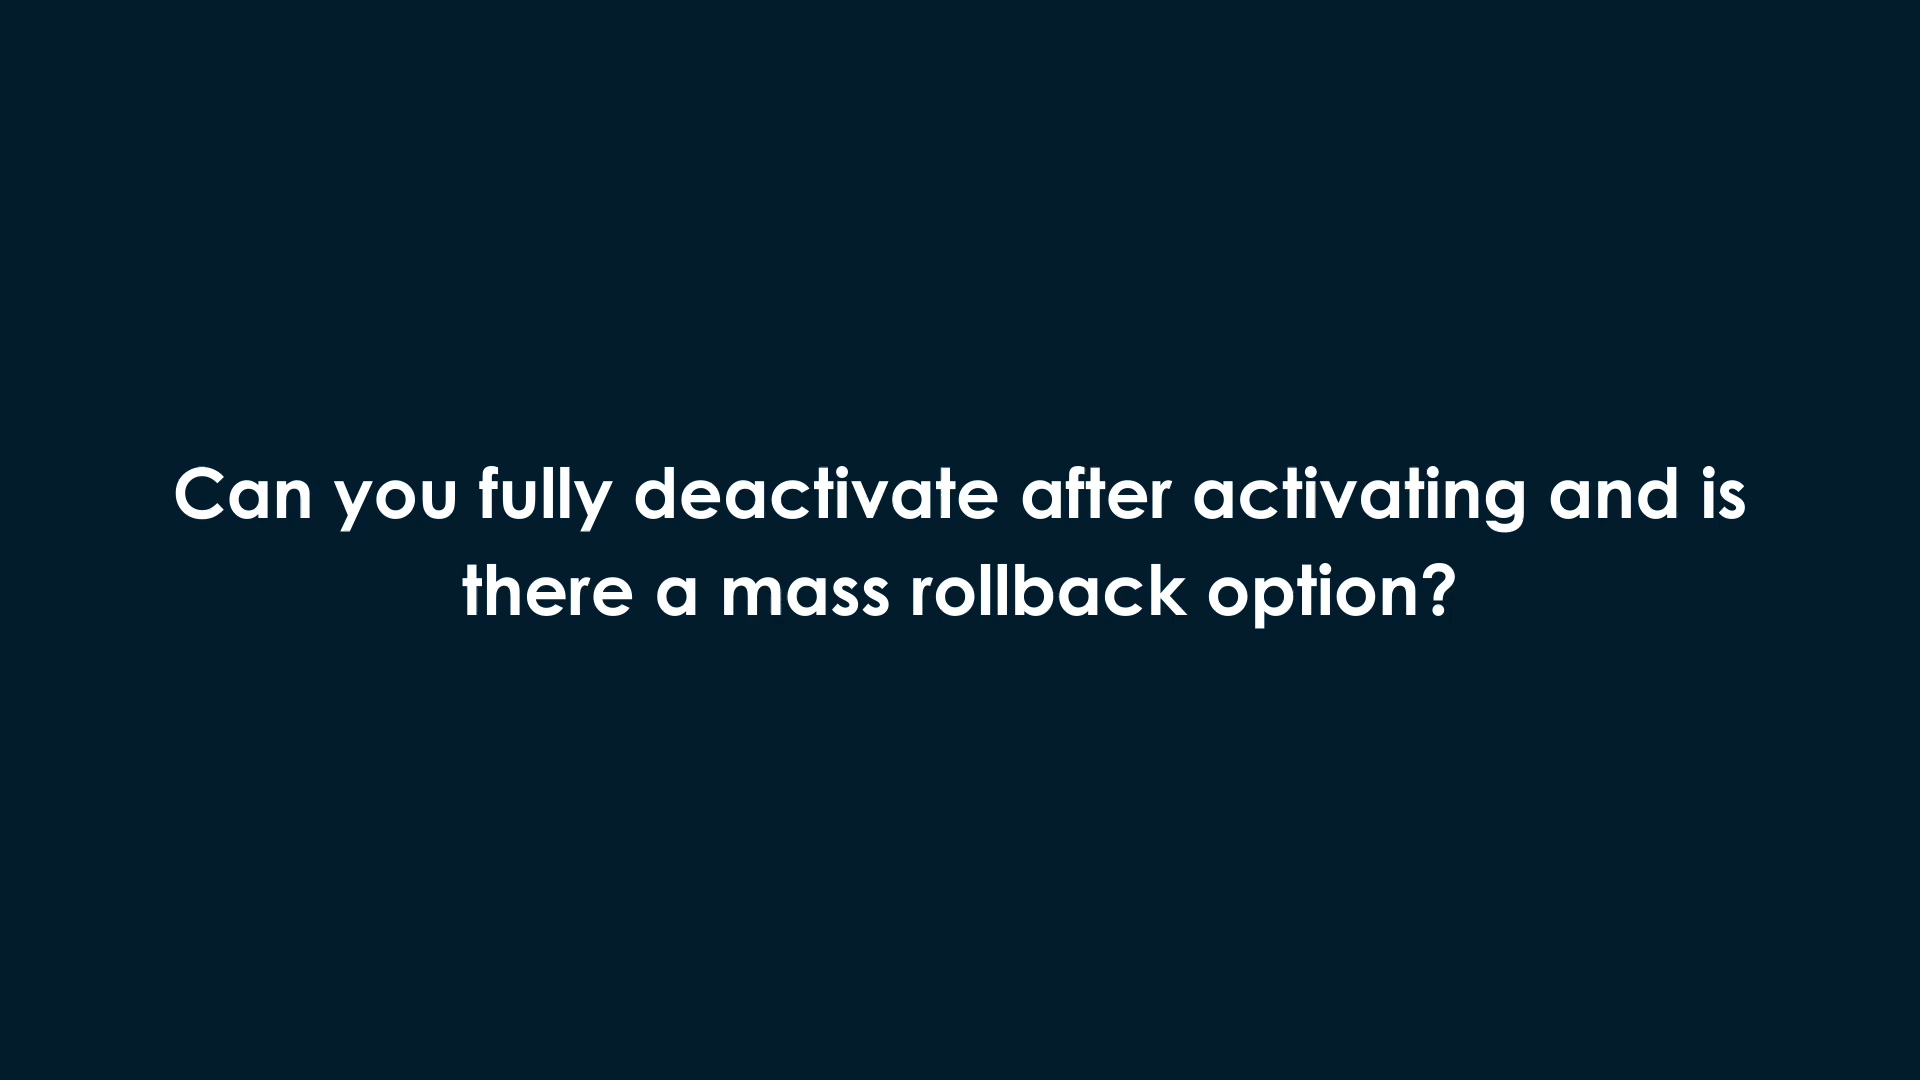 Can you fully deactivate after activating and is
there a mass rollback option?